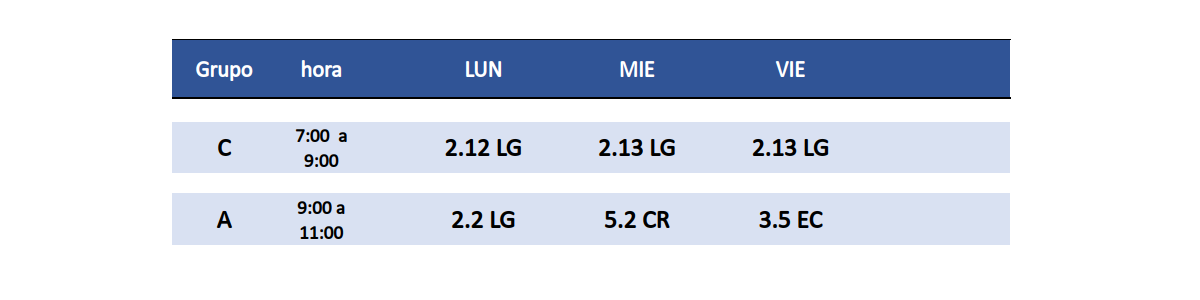 Grupo hora LUN MIE VIE
C 7:00 a 9:00 2.12 LG 2.13 LG 2.13 LG
A 9:00 a 11:00 2.2 LG 5.2 CR 3.5 EC